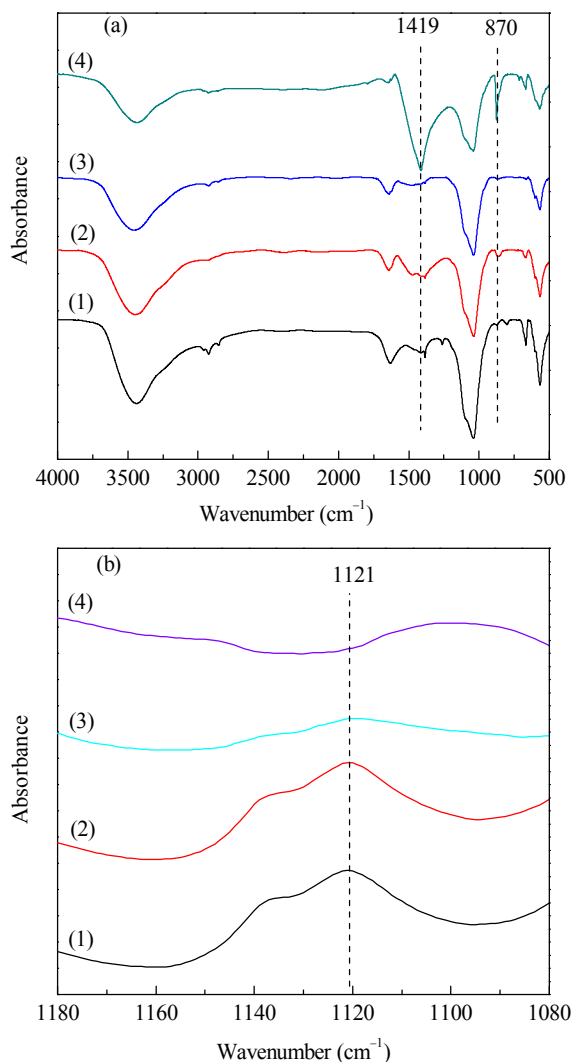 (a)
1419
870
(4)
(3)
(2)
(1)
Absorbance
4000 3500 3000 2500 2000 1500 1000 500
Wavenumber (cm⁻¹)
(b)
1121
(4)
(3)
(2)
(1)
Absorbance
1180 1160 1140 1120 1100 1080
Wavenumber (cm⁻¹)